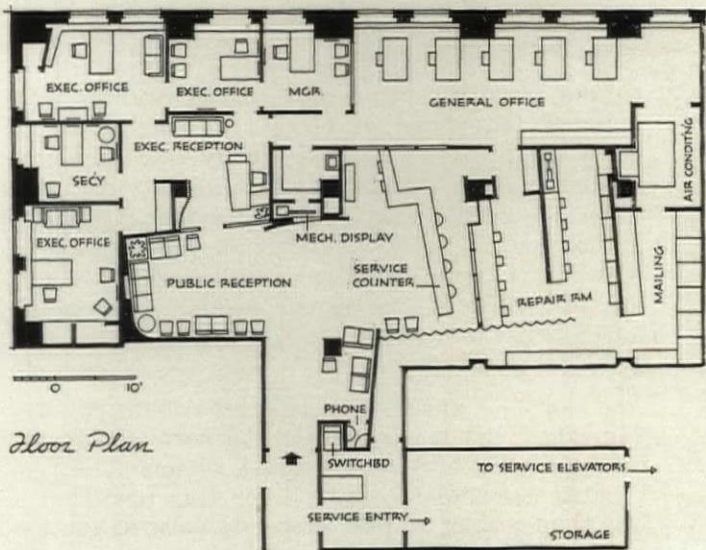 EXEC. OFFICE
EXEC. OFFICE
MGR.
GENERAL OFFICE
EXEC. RECEPTION
AIR CONDIT'NG
SEC'Y
EXEC. OFFICE
MECH. DISPLAY
PUBLIC RECEPTION
SERVICE
COUNTER
REPAIR RM
MAILING
0 10'
PHONE
Floor Plan
SWITCHBD
TO SERVICE ELEVATORS
SERVICE ENTRY
STORAGE